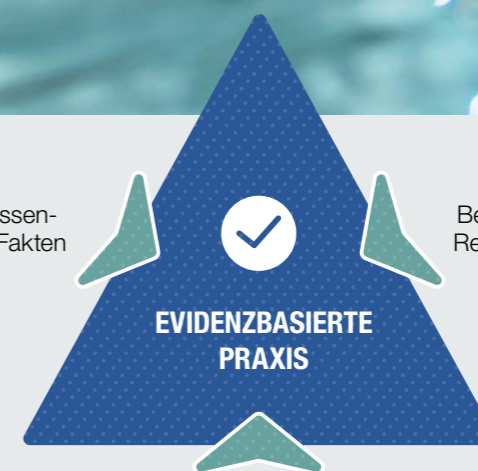 ssen-
Fakten
Be
Re
EVIDENZBASIERTE
PRAXIS